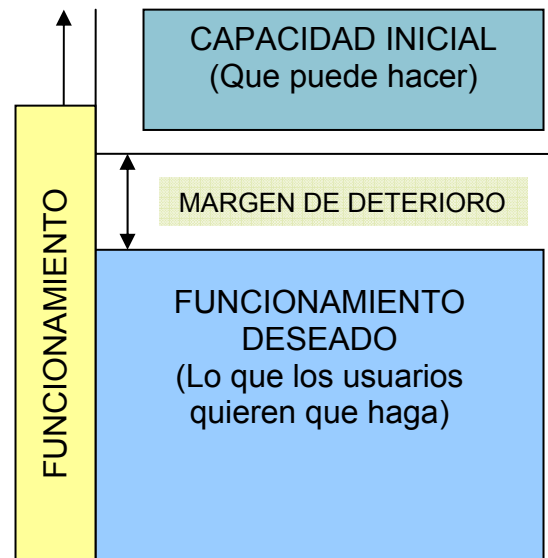 CAPACIDAD INICIAL
(Que puede hacer)
MARGEN DE DETERIORO
FUNCIONAMIENTO
FUNCIONAMIENTO
DESEADO
(Lo que los usuarios
quieren que haga)